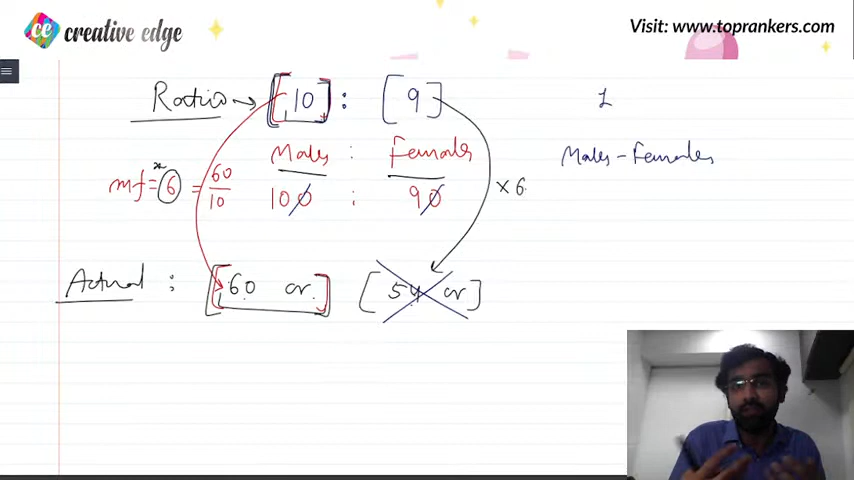 ce creative edge
Visit: www.toprankers.com
Ratio → [10] : [9]
1
Males : Females
Males - Females
mf = 6 = 60/10
100 : 90
× 6
Actual : [60 cr.] [54 cr]